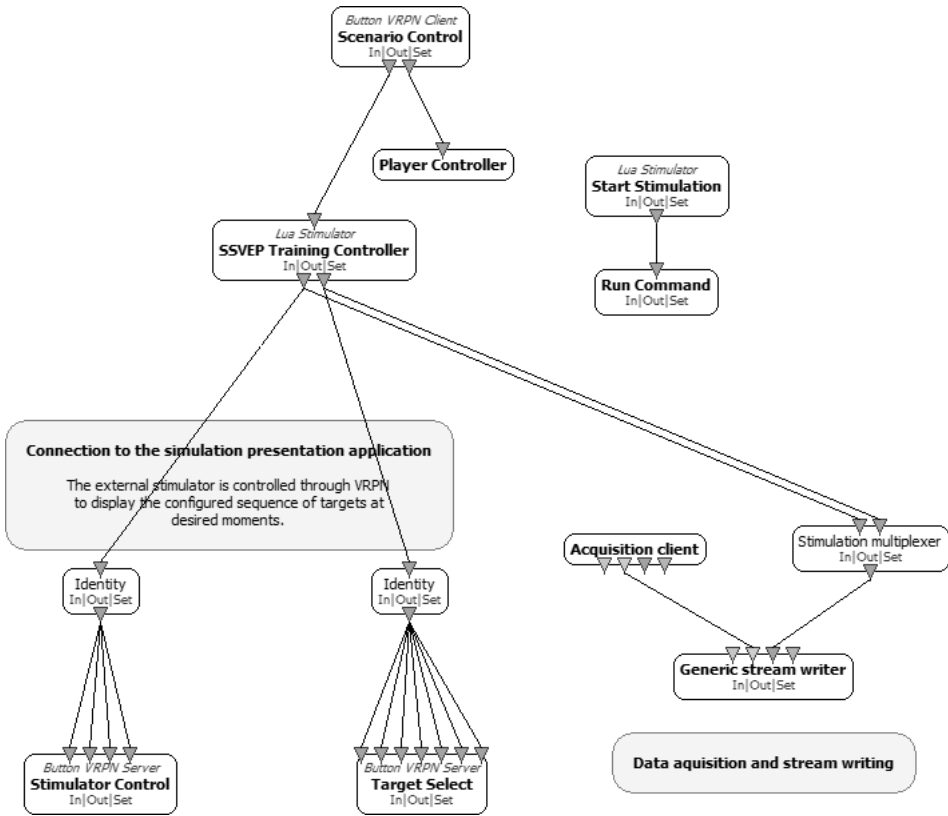 Button VRPN Client
Scenario Control
In|Out|Set
Player Controller
Lua Stimulator
Start Stimulation
In|Out|Set
Lua Stimulator
SSVEP Training Controller
In|Out|Set
Run Command
In|Out|Set
Connection to the simulation presentation application
The external stimulator is controlled through VRPN
to display the configured sequence of targets at
desired moments.
Acquisition client
Stimulation multiplexer
In|Out|Set
Identity
In|Out|Set
Identity
In|Out|Set
Generic stream writer
In|Out|Set
Button VRPN Server
Stimulator Control
In|Out|Set
Button VRPN Server
Target Select
In|Out|Set
Data aquisition and stream writing